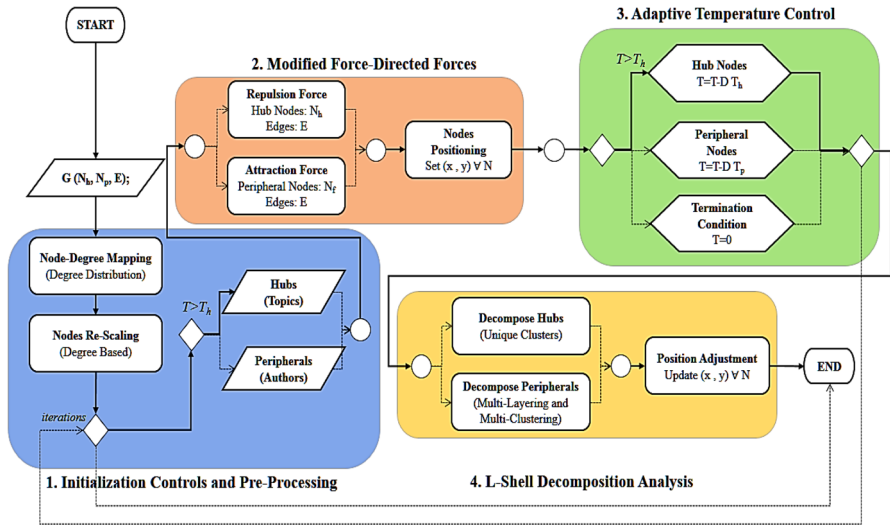 START
G (Nh, Np, E);
1. Initialization Controls and Pre-Processing
Node-Degree Mapping
(Degree Distribution)
Nodes Re-Scaling
(Degree Based)
iterations
T>Th
Hubs
(Topics)
Peripherals
(Authors)
2. Modified Force-Directed Forces
Repulsion Force
Hub Nodes: Nh
Edges: E
Attraction Force
Peripheral Nodes: Nf
Edges: E
Nodes
Positioning
Set (x , y) ∀ N
3. Adaptive Temperature Control
T>Th
Hub Nodes
T=T-D Th
Peripheral
Nodes
T=T-D Tp
Termination
Condition
T=0
4. L-Shell Decomposition Analysis
Decompose Hubs
(Unique Clusters)
Decompose Peripherals
(Multi-Layering and
Multi-Clustering)
Position Adjustment
Update (x , y) ∀ N
END